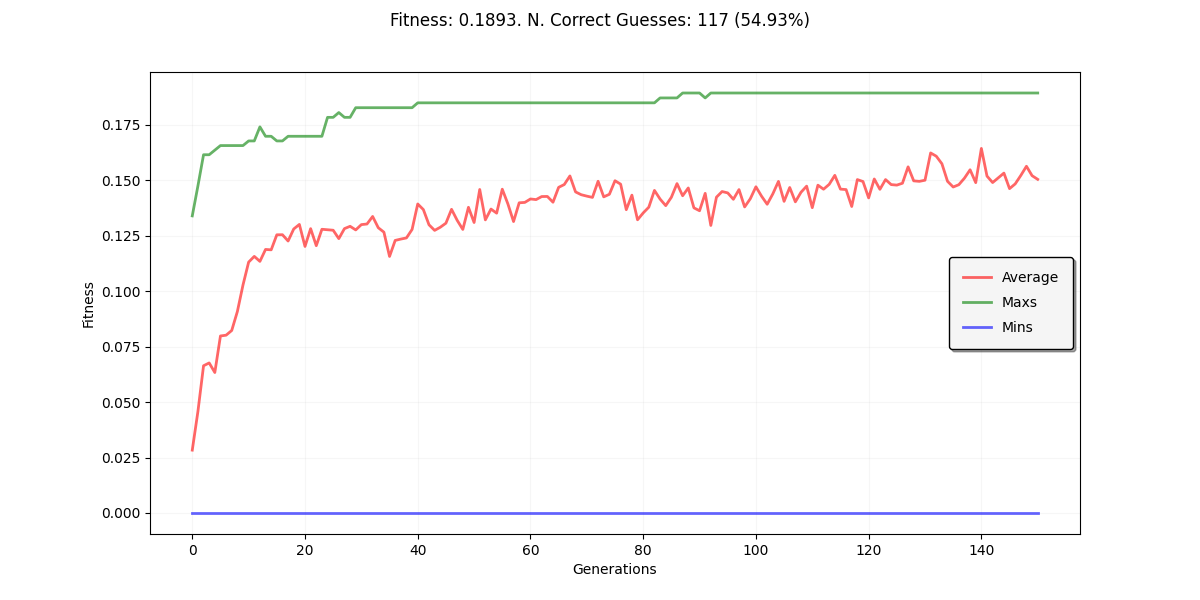 Fitness: 0.1893. N. Correct Guesses: 117 (54.93%)
Fitness
0.175
0.150
0.125
0.100
0.075
0.050
0.025
0.000
Average
Maxs
Mins
0 20 40 60 80 100 120 140
Generations